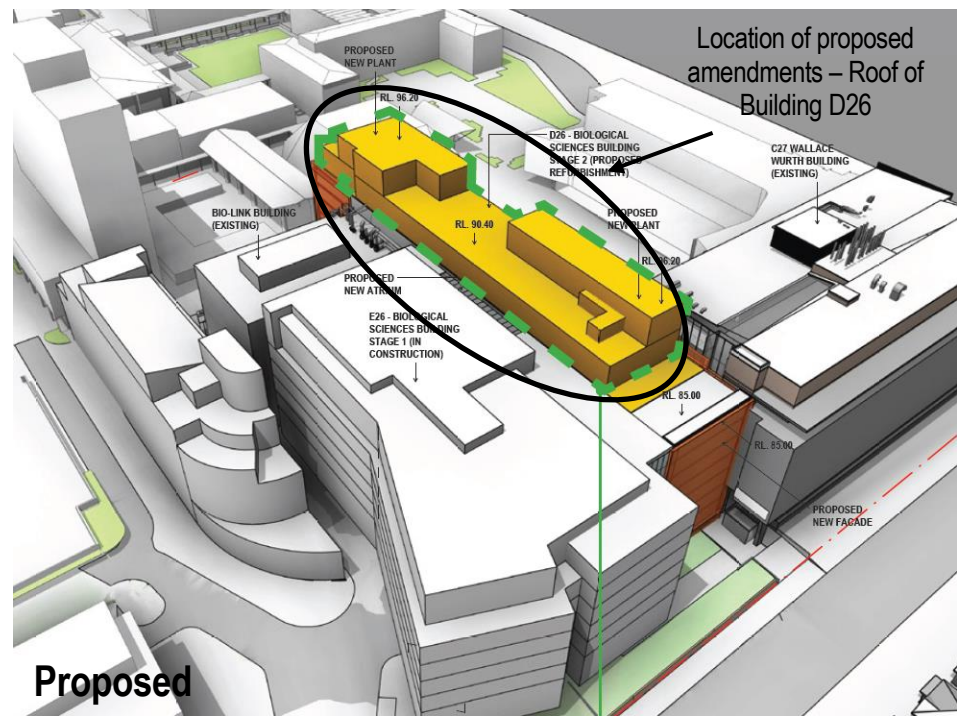 Location of proposed
amendments – Roof of
Building D26
PROPOSED
NEW PLANT
RL. 96.20
D26 - BIOLOGICAL
SCIENCES BUILDING
STAGE 2 (PROPOSED
REFURBISHMENT)
C27 WALLACE
WURTH BUILDING
(EXISTING)
BIO-LINK BUILDING
(EXISTING)
RL. 90.40
PROPOSED
NEW PLANT
RL. 96.20
PROPOSED
NEW ATRIUM
E26 - BIOLOGICAL
SCIENCES BUILDING
STAGE 1 (IN
CONSTRUCTION)
RL. 85.00
RL. 85.00
PROPOSED
NEW FACADE
Proposed